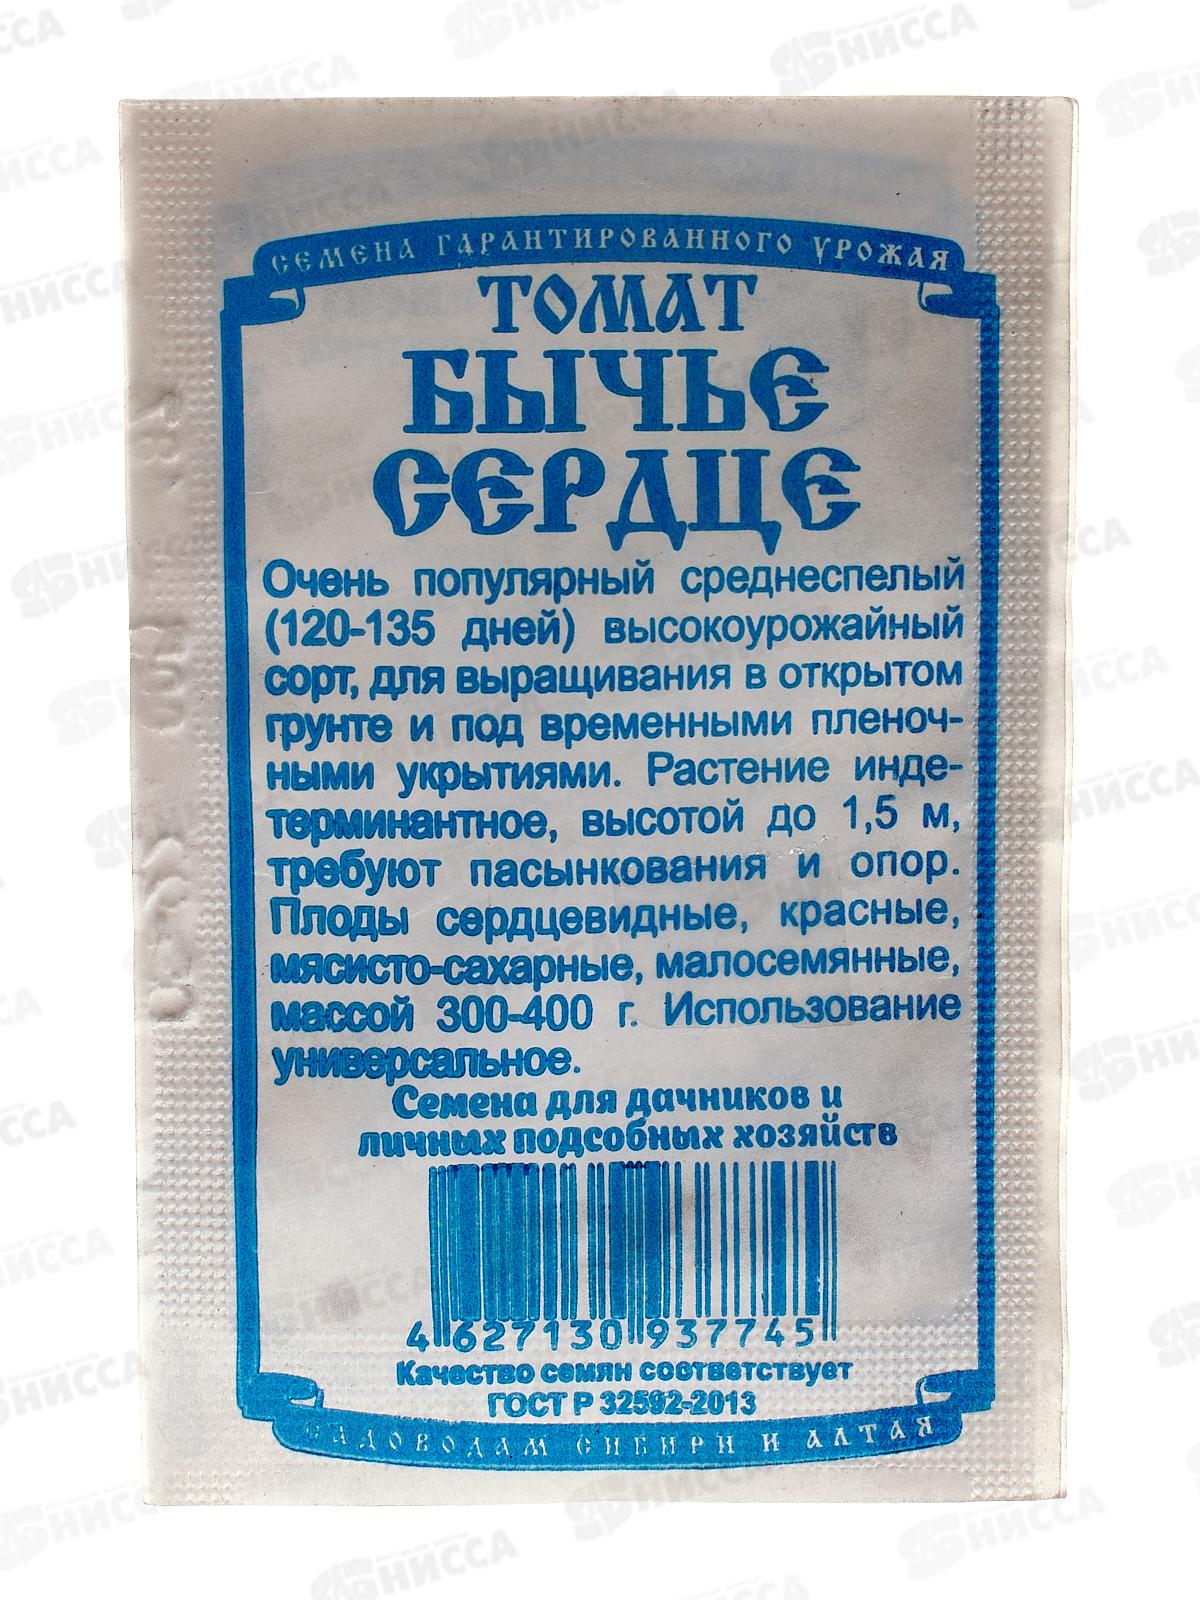 СЕМЕНА ГАРАНТИРОВАННОГО УРОЖАЯ
ТОМАТ
БЫЧЬЕ
СЕРДЦЕ
Очень популярный среднеспелый
(120-135 дней) высокоурожайный
сорт, для выращивания в открытом
грунте и под временными пленоч-
ными укрытиями. Растение инде-
терминантное, высотой до 1,5 м,
требуют пасынкования и опор.
Плоды сердцевидные, красные,
мясисто-сахарные, малосемянные,
массой 300-400 г. Использование
универсальное.
Семена для дачников и
личных подсобных хозяйств
4 627130 937745
Качество семян соответствует
ГОСТ Р 32592-2013
САДОВОДАМ СИБИРИ И АЛТАЯ